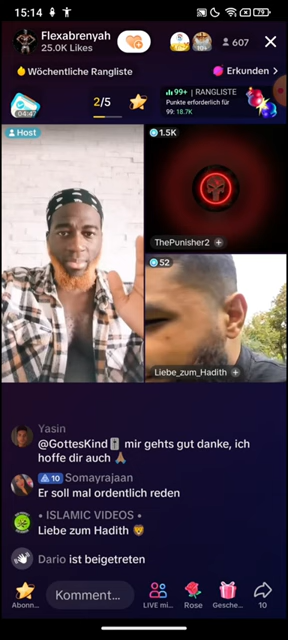 15:14
79
Flexabrenyah
25.0K Likes
10+
607
Wöchentliche Rangliste
Erkunden >
04:47
2/5
99+ | RANGLISTE
Punkte erforderlich für
99: 18.7K
Host
1.5K
ThePunisher2 +
52
Liebe_zum_Hadith +
Yasin
@GottesKind mir gehts gut danke, ich
hoffe dir auch 🙏🏽
10 Somayrajaan
Er soll mal ordentlich reden
• ISLAMIC VIDEOS •
Liebe zum Hadith 🦁
Dario ist beigetreten
Komment...
Abonn... LIVE mi... Rose Gesche... 10